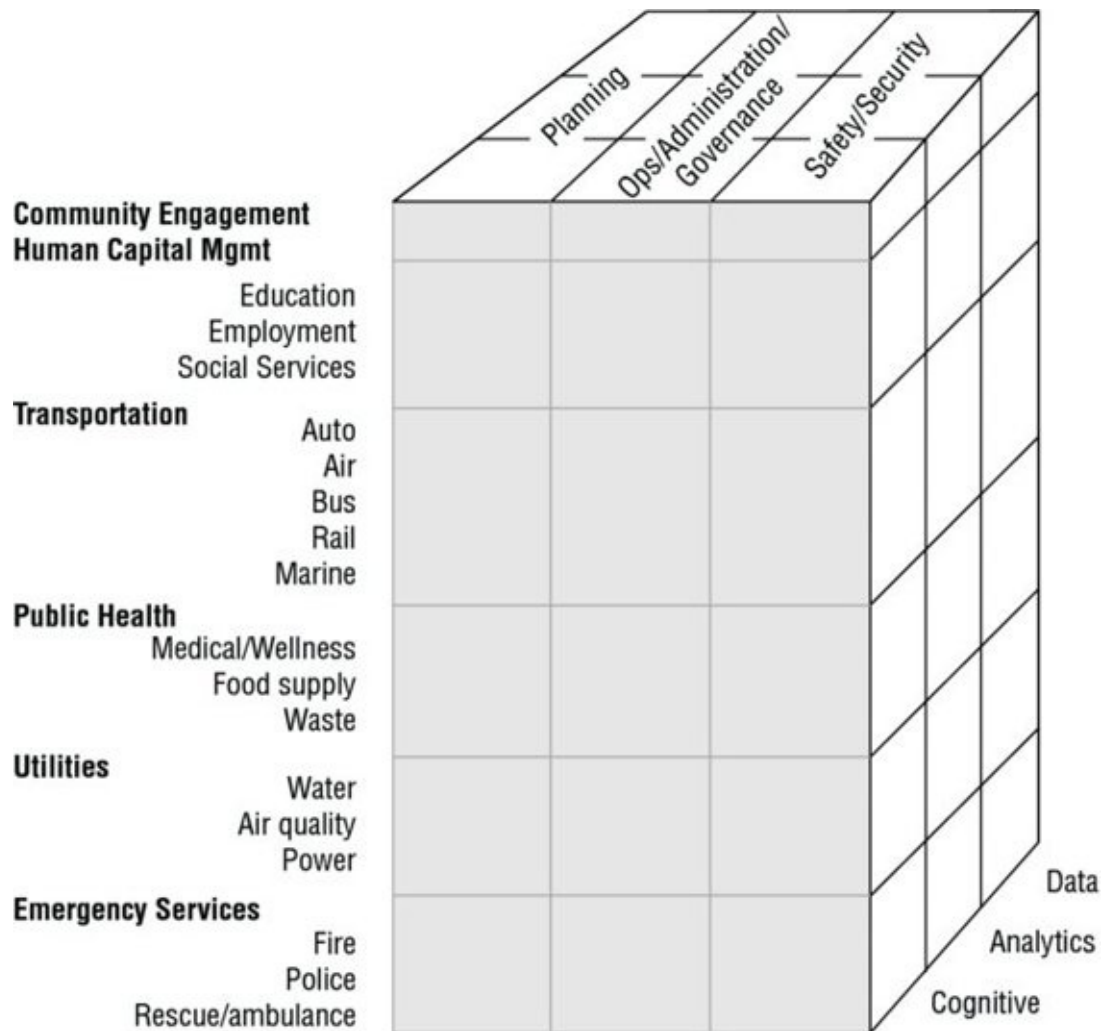 Planning
Ops/Administration/
Governance
Safety/Security
Community Engagement
Human Capital Mgmt
Education
Employment
Social Services
Transportation
Auto
Air
Bus
Rail
Marine
Public Health
Medical/Wellness
Food supply
Waste
Utilities
Water
Air quality
Power
Emergency Services
Fire
Police
Rescue/ambulance
Data
Analytics
Cognitive